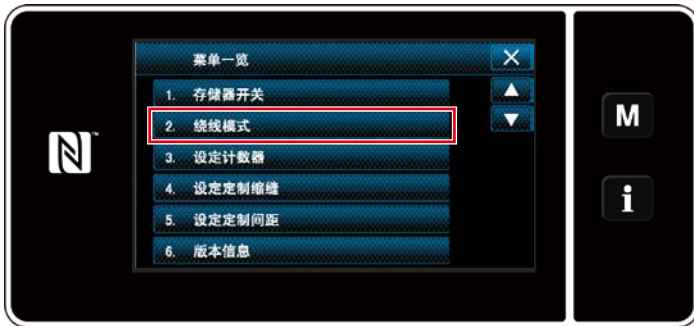 菜单一览
1. 存储器开关
2. 绕线模式
3. 设定计数器
4. 设定定制缩缝
5. 设定定制间距
6. 版本信息
M
i
N